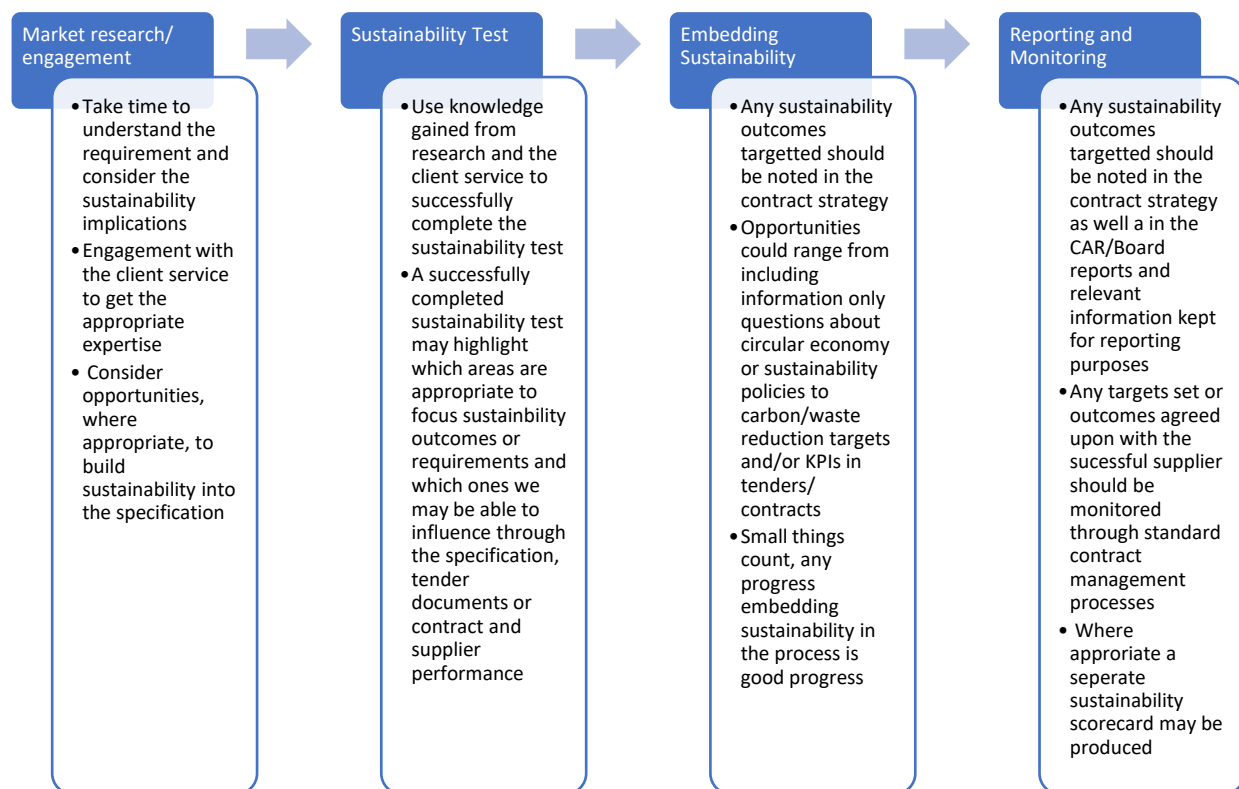 Market research/
engagement
•Take time to
understand the
requirement and
consider the
sustainability
implications
•Engagement with
the client service
to get the
appropriate
expertise
• Consider
opportunities,
where
appropriate, to
build
sustainability into
the specification
Sustainability Test
•Use knowledge
gained from
research and the
client service to
successfully
complete the
sustainability test
•A successfully
completed
sustainability test
may highlight
which areas are
appropriate to
focus sustainbility
outcomes or
requirements and
which ones we
may be able to
influence through
the specification,
tender
documents or
contract and
supplier
performance
Embedding
Sustainability
•Any sustainability
outcomes
targetted should
be noted in the
contract strategy
•Opportunities
could range from
including
information only
questions about
circular economy
or sustainability
policies to
carbon/waste
reduction targets
and/or KPIs in
tenders/
contracts
•Small things
count, any
progress
embedding
sustainability in
the process is
good progress
Reporting and
Monitoring
•Any sustainability
outcomes
targetted should
be noted in the
contract strategy
as well a in the
CAR/Board
reports and
relevant
information kept
for reporting
purposes
•Any targets set or
outcomes agreed
upon with the
sucessful supplier
should be
monitored
through standard
contract
management
processes
• Where
approriate a
seperate
sustainability
scorecard may be
produced